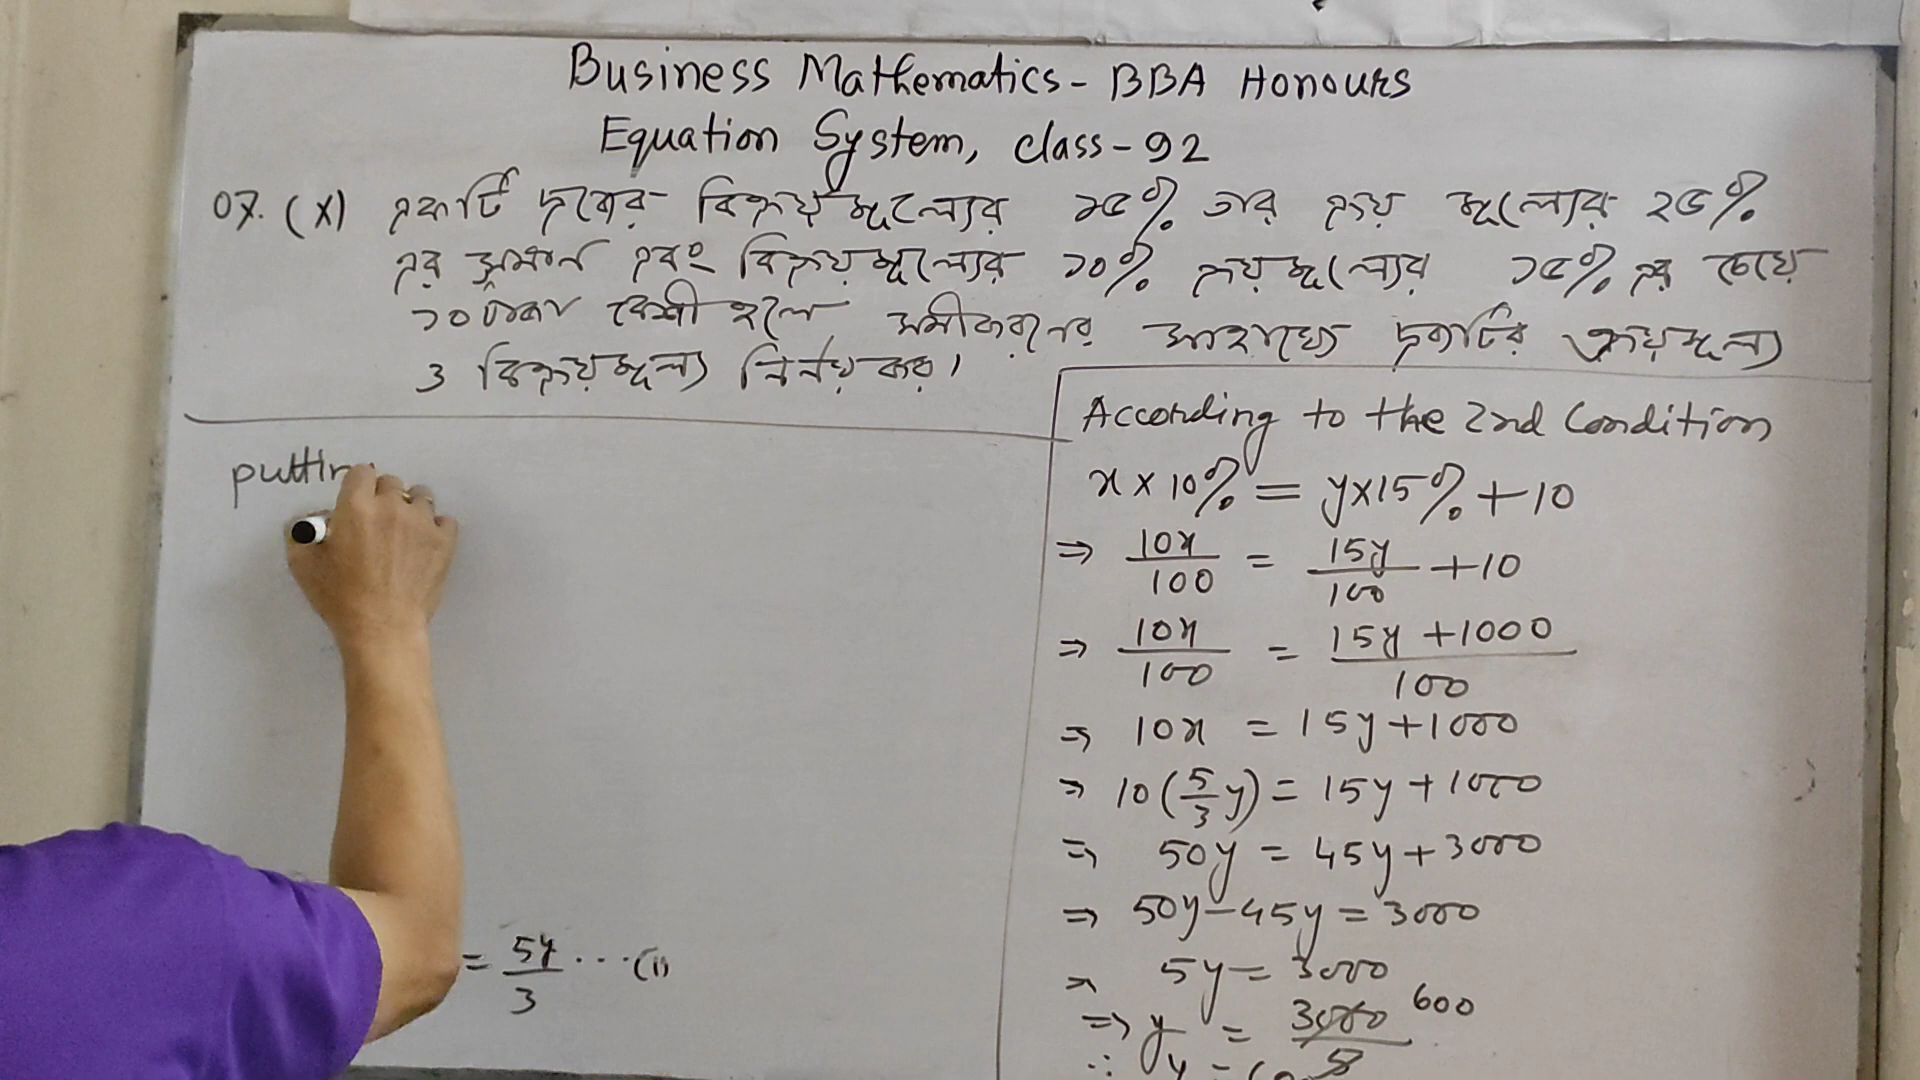 Business Mathematics - BBA Honours
Equation System, class-92
07. (x) একটি দ্রব্যের বিক্রয়মূল্যের ১৫% তার ক্রয় মূল্যের ২৫%
এর সমান এবং বিক্রয়মূল্যের ১০% ক্রয়মূল্যের ১৫% এর চেয়ে
১০ টাকা বেশী হলে, সমীকরণের সাহায্যে দ্রব্যটির ক্রয়মূল্য
ও বিক্রয়মূল্য নির্ণয় কর।
puttin
= 5y/3 ... (i)
According to the 2nd Condition
x × 10% = y×15% + 10
⇒ 10x/100 = 15y/100 + 10
⇒ 10x/100 = (15y + 1000)/100
⇒ 10x = 15y + 1000
⇒ 10(5/3 y) = 15y + 1000
⇒ 50y = 45y + 3000
⇒ 50y - 45y = 3000
⇒ 5y = 3000
⇒ y = 3000/5 600
∴ y =